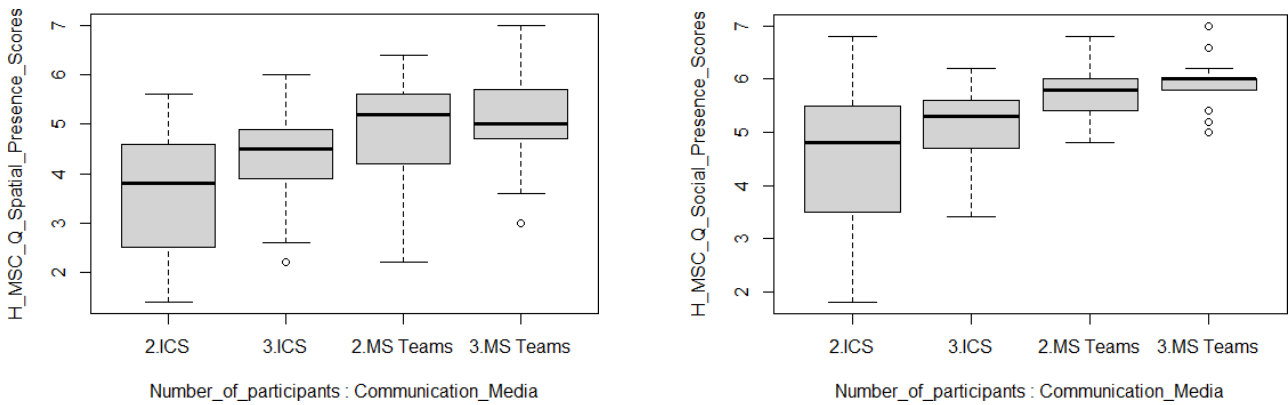 H_MSC_Q_Spatial_Presence_Scores
7
6
5
4
3
2
2.ICS 3.ICS 2.MS Teams 3.MS Teams
Number_of_participants : Communication_Media
H_MSC_Q_Social_Presence_Scores
7
6
5
4
3
2
2.ICS 3.ICS 2.MS Teams 3.MS Teams
Number_of_participants : Communication_Media